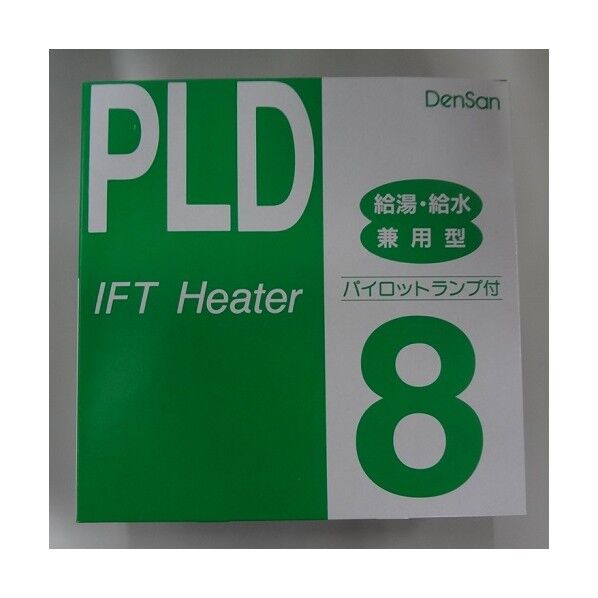 PLD
IFT Heater
DenSan
給湯・給水
兼用型
パイロットランプ付
8